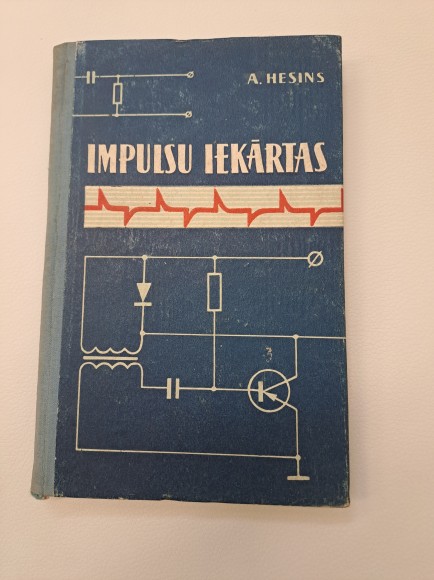 A. HESINS
IMPULSU IEKĀRTAS